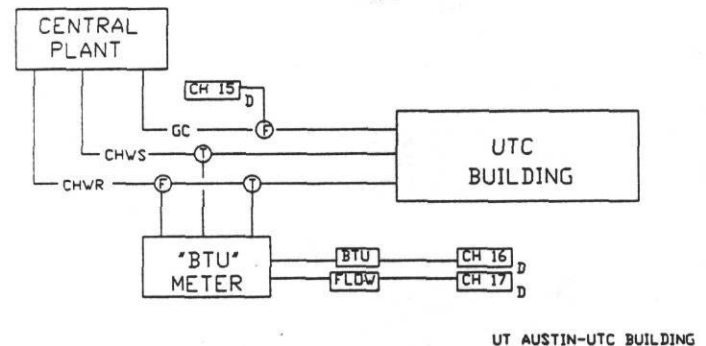 CENTRAL
PLANT
CH 15
D
GC
F
CHWS
T
UTC
BUILDING
CHWR
F
T
"BTU"
METER
BTU
CH 16
D
FLOW
CH 17
D
UT AUSTIN-UTC BUILDING